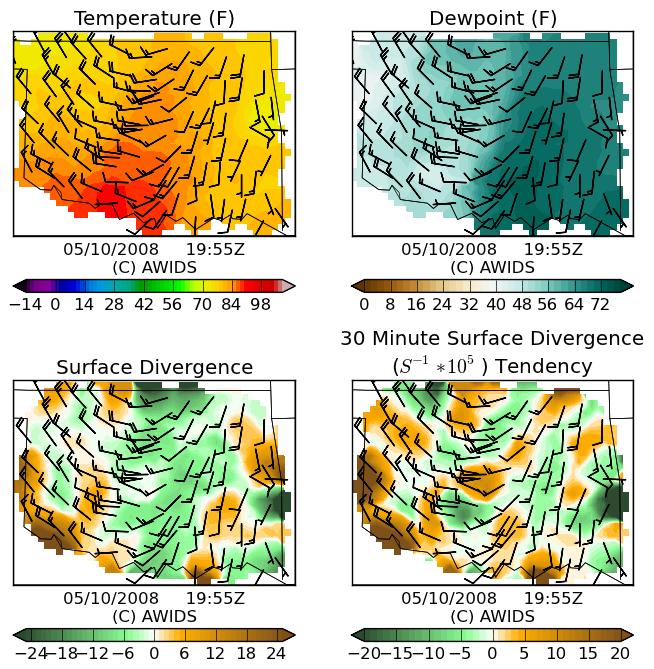 Temperature (F)
Dewpoint (F)
05/10/2008 19:55Z
(C) AWIDS
05/10/2008 19:55Z
(C) AWIDS
−14 0 14 28 42 56 70 84 98
0 8 16 24 32 40 48 56 64 72
Surface Divergence
30 Minute Surface Divergence
(S⁻¹ *10⁵ ) Tendency
05/10/2008 19:55Z
(C) AWIDS
05/10/2008 19:55Z
(C) AWIDS
−24 −18 −12 −6 0 6 12 18 24
−20 −15 −10 −5 0 5 10 15 20